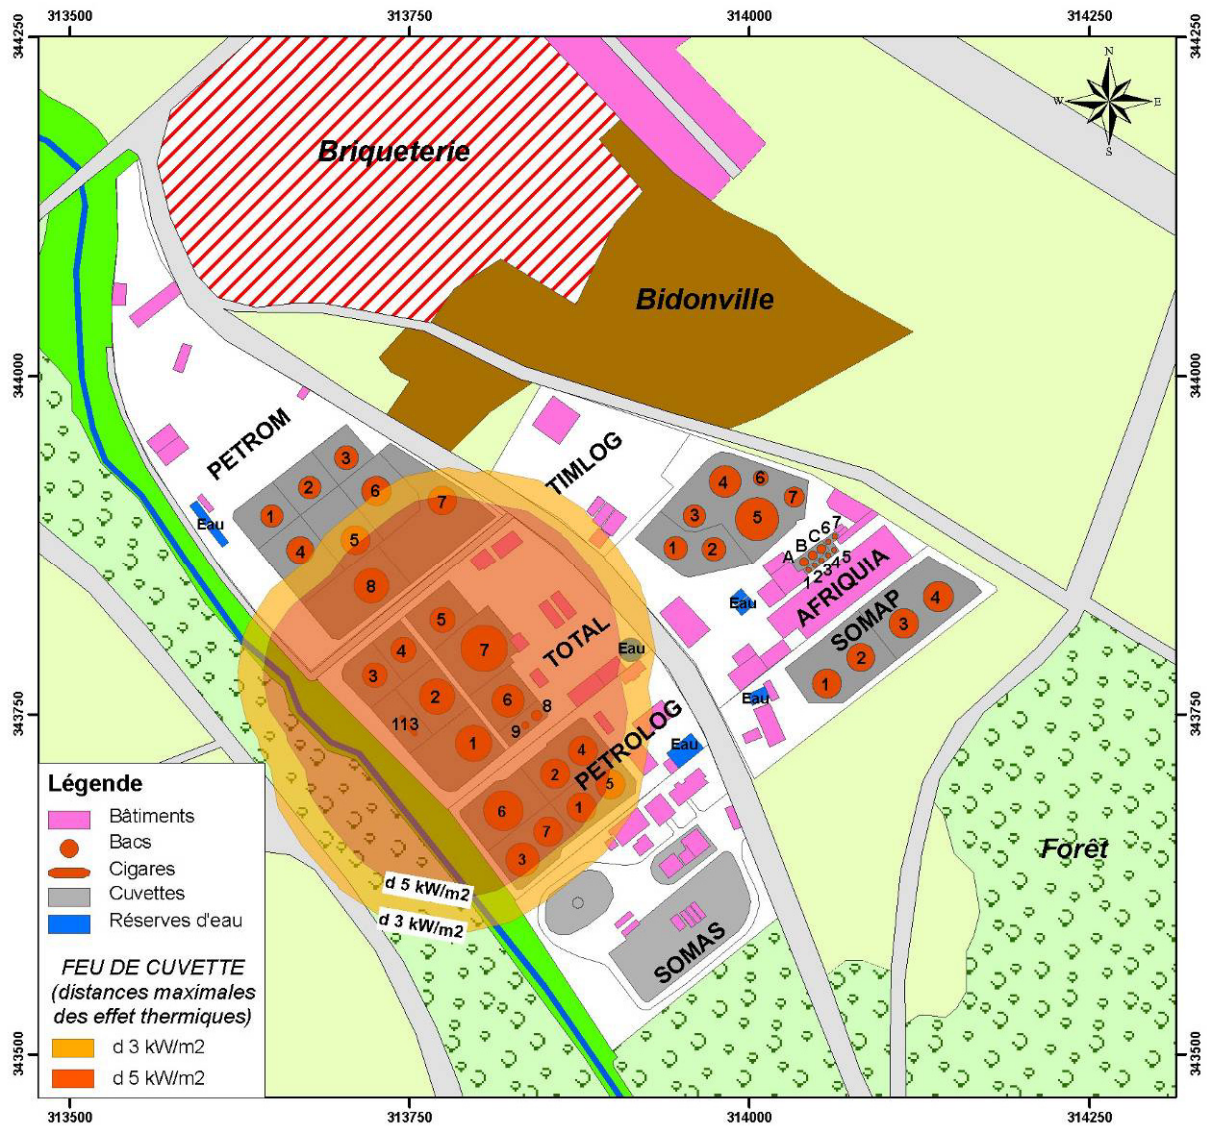 313500
313750
314000
314250
344250
344250
N
W
E
S
Briqueterie
Bidonville
344000
344000
PETROM
3
2
6
7
1
Eau
5
4
8
TIMLOG
4
6
7
3
5
1
2
A
B
C
6
7
1
2
3
4
5
AFRIQUIA
Eau
SOMAP
4
3
2
1
Eau
5
4
7
3
2
6
TOTAL
Eau
113
8
9
1
343750
343750
PETROLOG
Eau
4
2
5
6
1
7
3
Forêt
d 5 kW/m2
d 3 kW/m2
SOMAS
Légende
Bâtiments
Bacs
Cigares
Cuvettes
Réserves d'eau
FEU DE CUVETTE
(distances maximales
des effet thermiques)
d 3 kW/m2
d 5 kW/m2
343500
343500
313500
313750
314000
314250